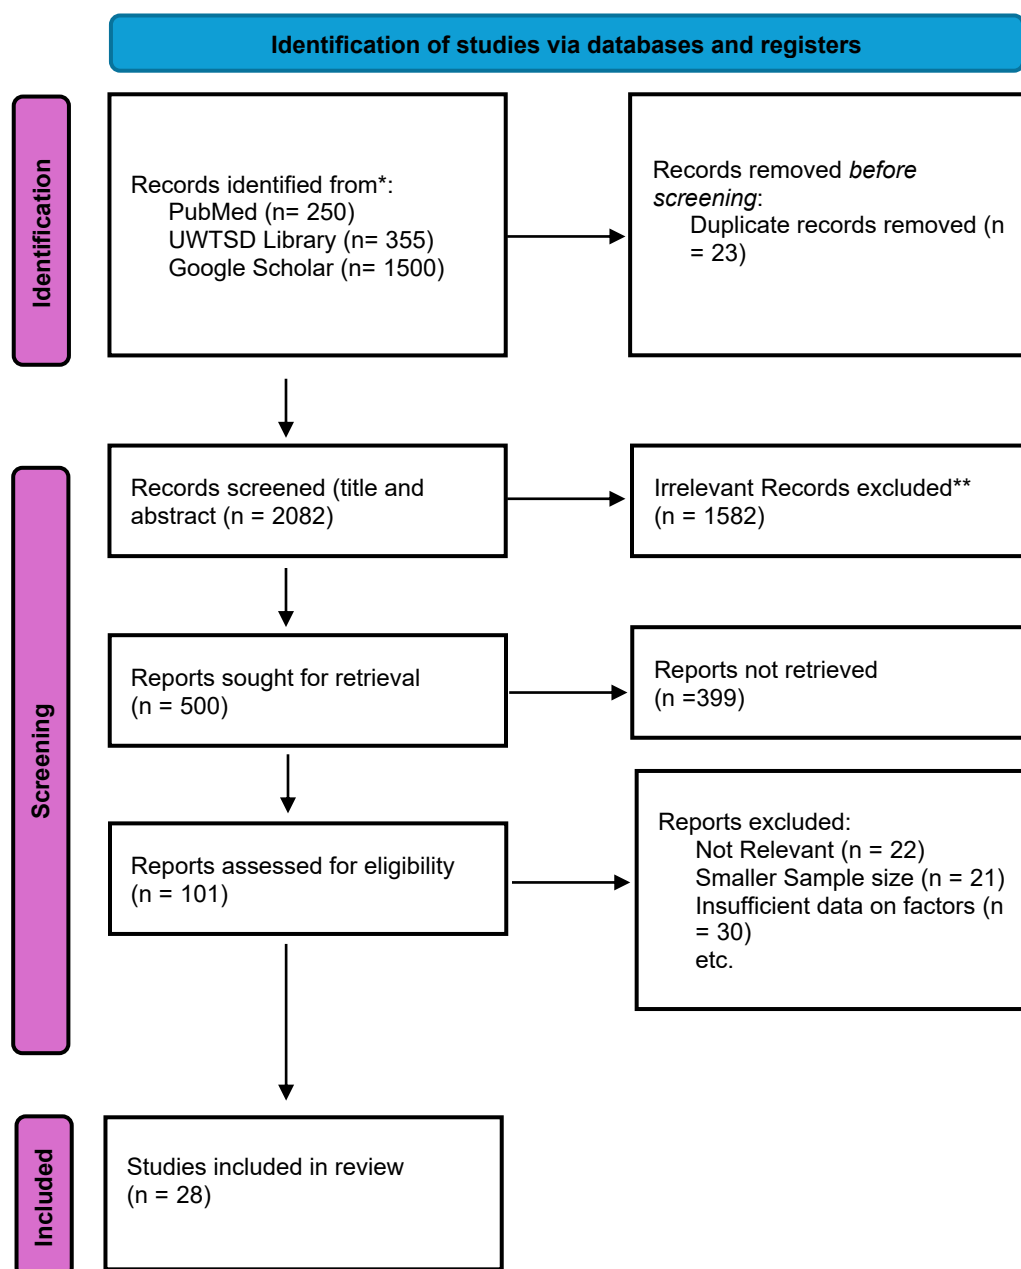 Identification of studies via databases and registers
Identification
Records identified from*:
PubMed (n= 250)
UWTSD Library (n= 355)
Google Scholar (n= 1500)
Records removed before
screening:
Duplicate records removed (n
= 23)
Screening
Records screened (title and
abstract (n = 2082)
Irrelevant Records excluded**
(n = 1582)
Reports sought for retrieval
(n = 500)
Reports not retrieved
(n =399)
Reports assessed for eligibility
(n = 101)
Reports excluded:
Not Relevant (n = 22)
Smaller Sample size (n = 21)
Insufficient data on factors (n
= 30)
etc.
Included
Studies included in review
(n = 28)